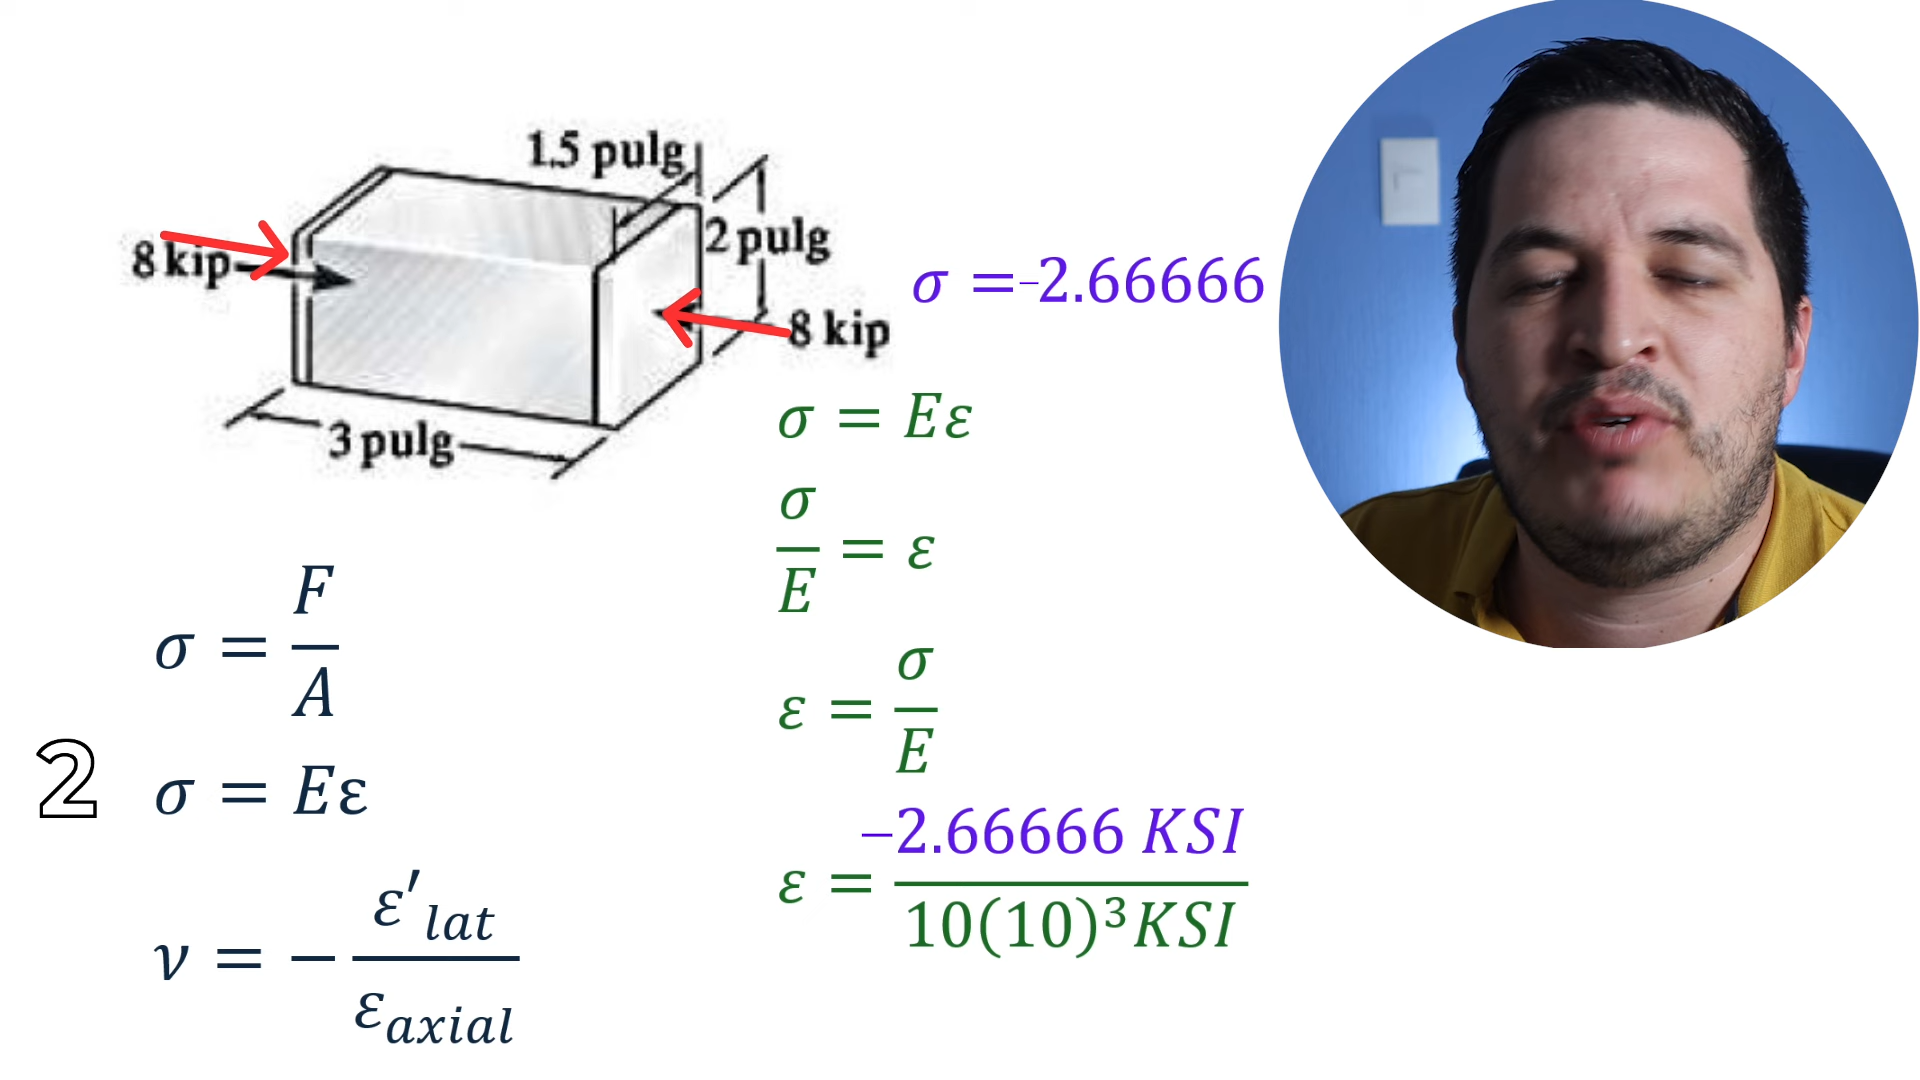 1.5 pulg
2 pulg
8 kip
8 kip
3 pulg
σ = –2.66666
σ = Eε
σ/E = ε
ε = σ/E
ε = –2.66666 KSI / 10(10)³KSI
σ = F/A
2
σ = Eε
ν = − ε′lat / εaxial